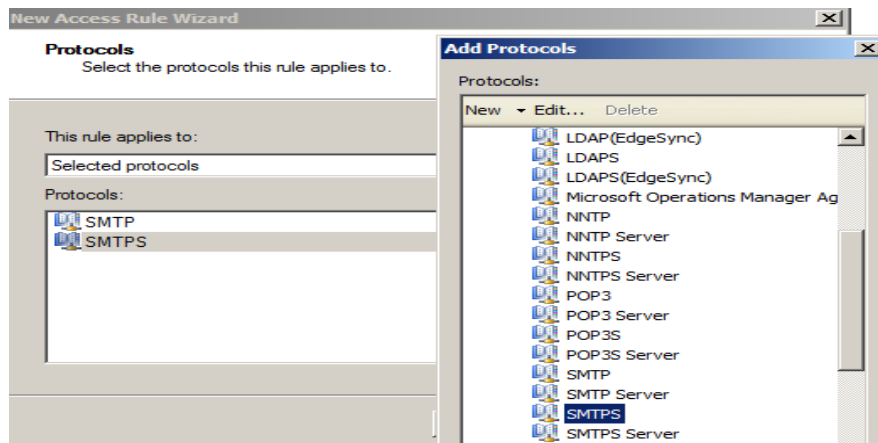 New Access Rule Wizard
Protocols
Select the protocols this rule applies to.
This rule applies to:
Selected protocols
Protocols:
SMTP
SMTPS
Add Protocols
Protocols:
New Edit... Delete
LDAP(EdgeSync)
LDAPS
LDAPS(EdgeSync)
Microsoft Operations Manager Ag
NNTP
NNTP Server
NNTPS
NNTPS Server
POP3
POP3 Server
POP3S
POP3S Server
SMTP
SMTP Server
SMTPS
SMTPS Server